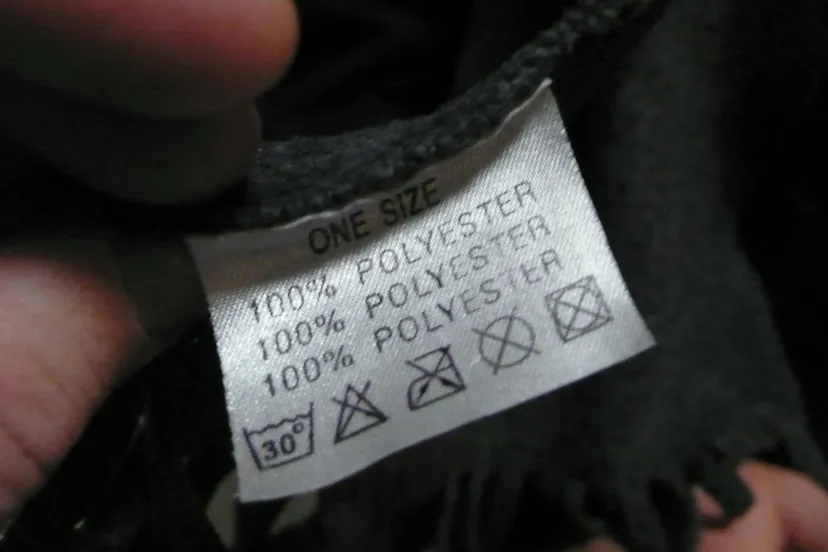 ONE SIZE
100% POLYESTER
100% POLYESTER
100% POLYESTER
30°